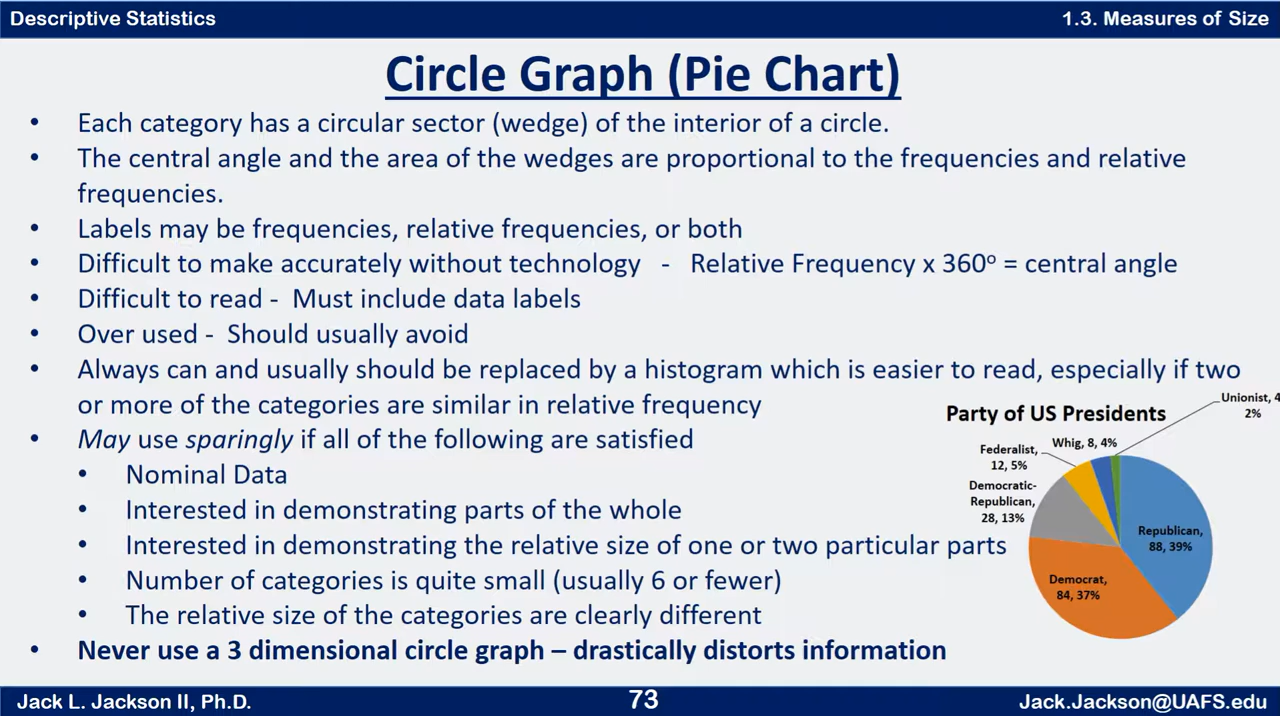 Descriptive Statistics
1.3. Measures of Size
Circle Graph (Pie Chart)
• Each category has a circular sector (wedge) of the interior of a circle.
• The central angle and the area of the wedges are proportional to the frequencies and relative
frequencies.
• Labels may be frequencies, relative frequencies, or both
• Difficult to make accurately without technology - Relative Frequency x 360º = central angle
• Difficult to read - Must include data labels
• Over used - Should usually avoid
• Always can and usually should be replaced by a histogram which is easier to read, especially if two
or more of the categories are similar in relative frequency
• May use sparingly if all of the following are satisfied
• Nominal Data
• Interested in demonstrating parts of the whole
• Interested in demonstrating the relative size of one or two particular parts
• Number of categories is quite small (usually 6 or fewer)
• The relative size of the categories are clearly different
• Never use a 3 dimensional circle graph – drastically distorts information
Party of US Presidents
Unionist, 4
2%
Whig, 8, 4%
Federalist,
12, 5%
Democratic-
Republican,
28, 13%
Republican,
88, 39%
Democrat,
84, 37%
Jack L. Jackson II, Ph.D.
73
Jack.Jackson@UAFS.edu